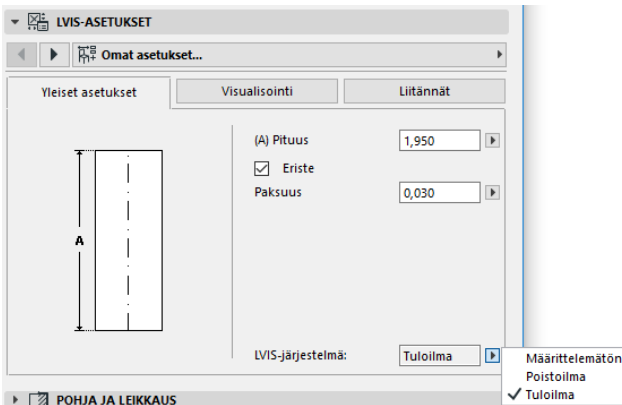 LVIS-ASETUKSET
Omat asetukset...
Yleiset asetukset Visualisointi Liitännät
(A) Pituus 1,950
Eriste
Paksuus 0,030
A
LVIS-järjestelmä: Tuloilma
Määrittelemätön
Poistoilma
Tuloilma
POHJA JA LEIKKAUS